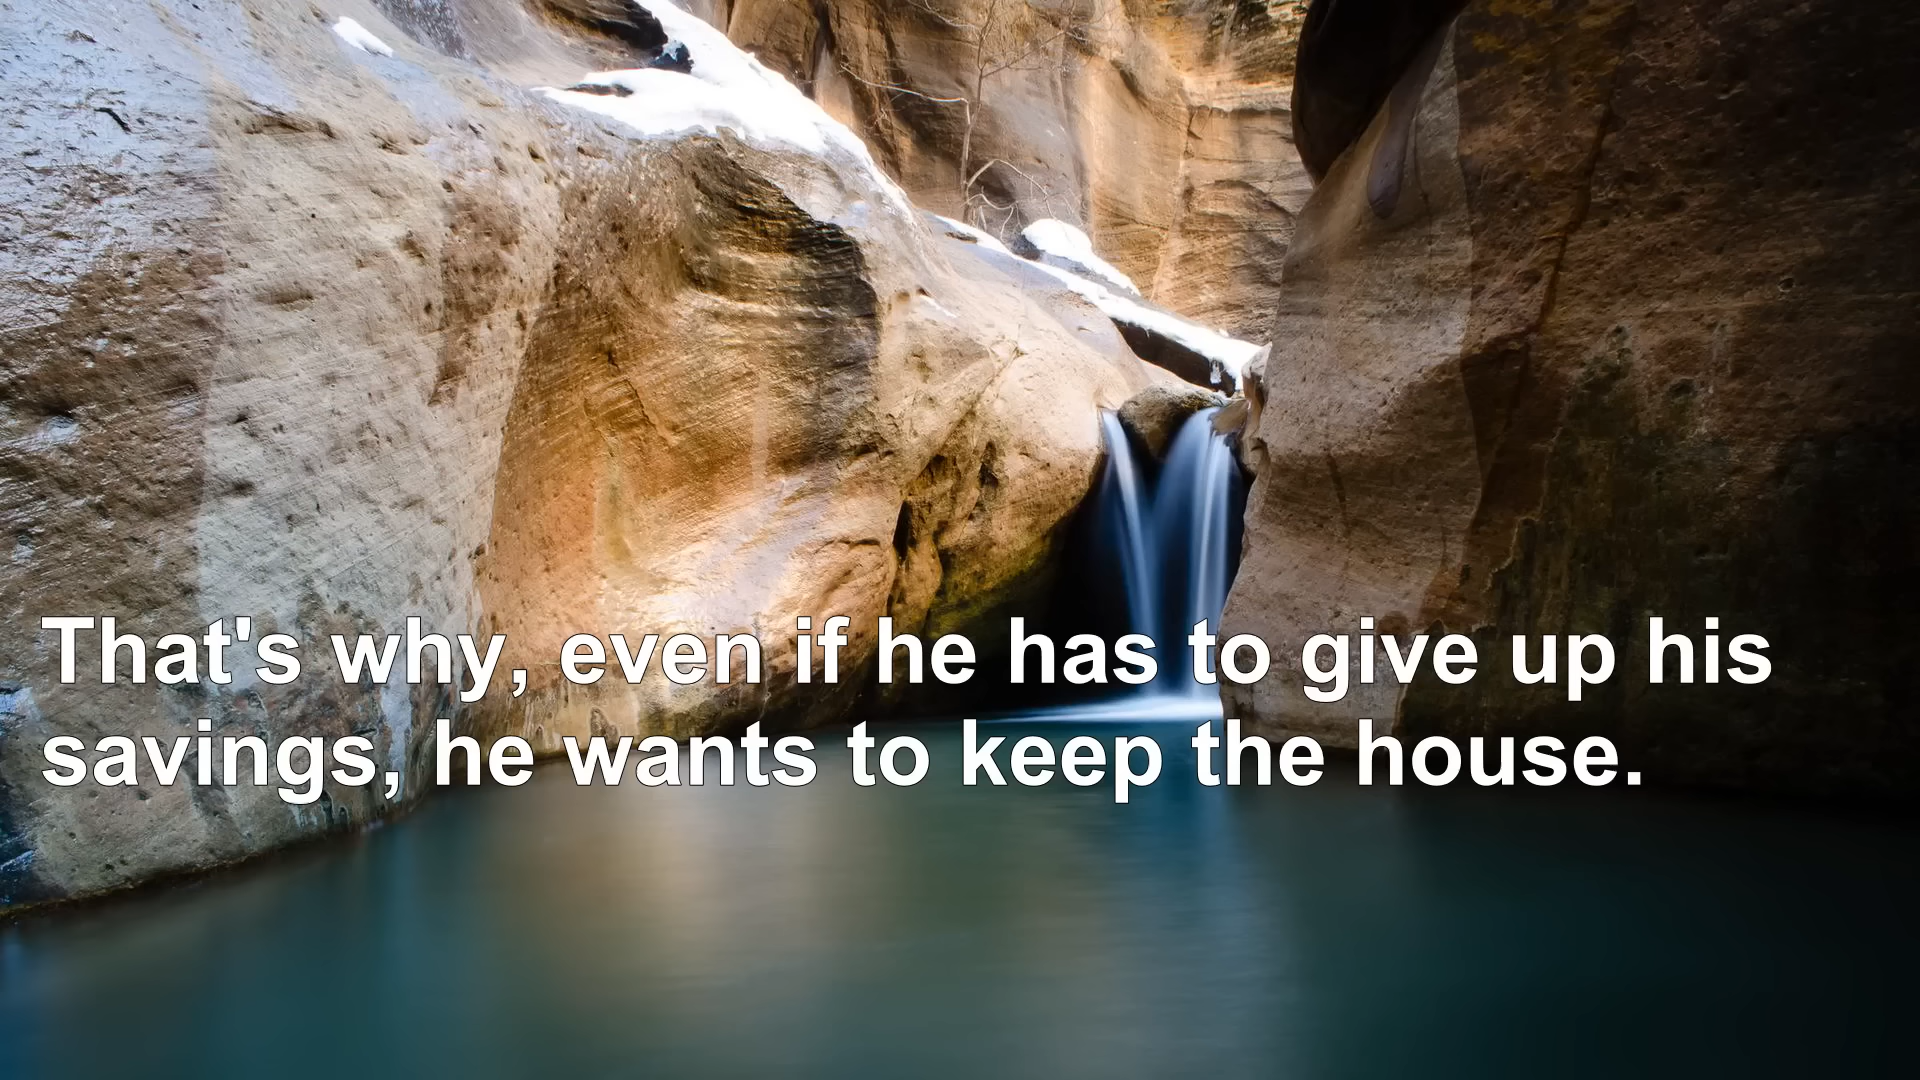 That's why, even if he has to give up his
savings, he wants to keep the house.